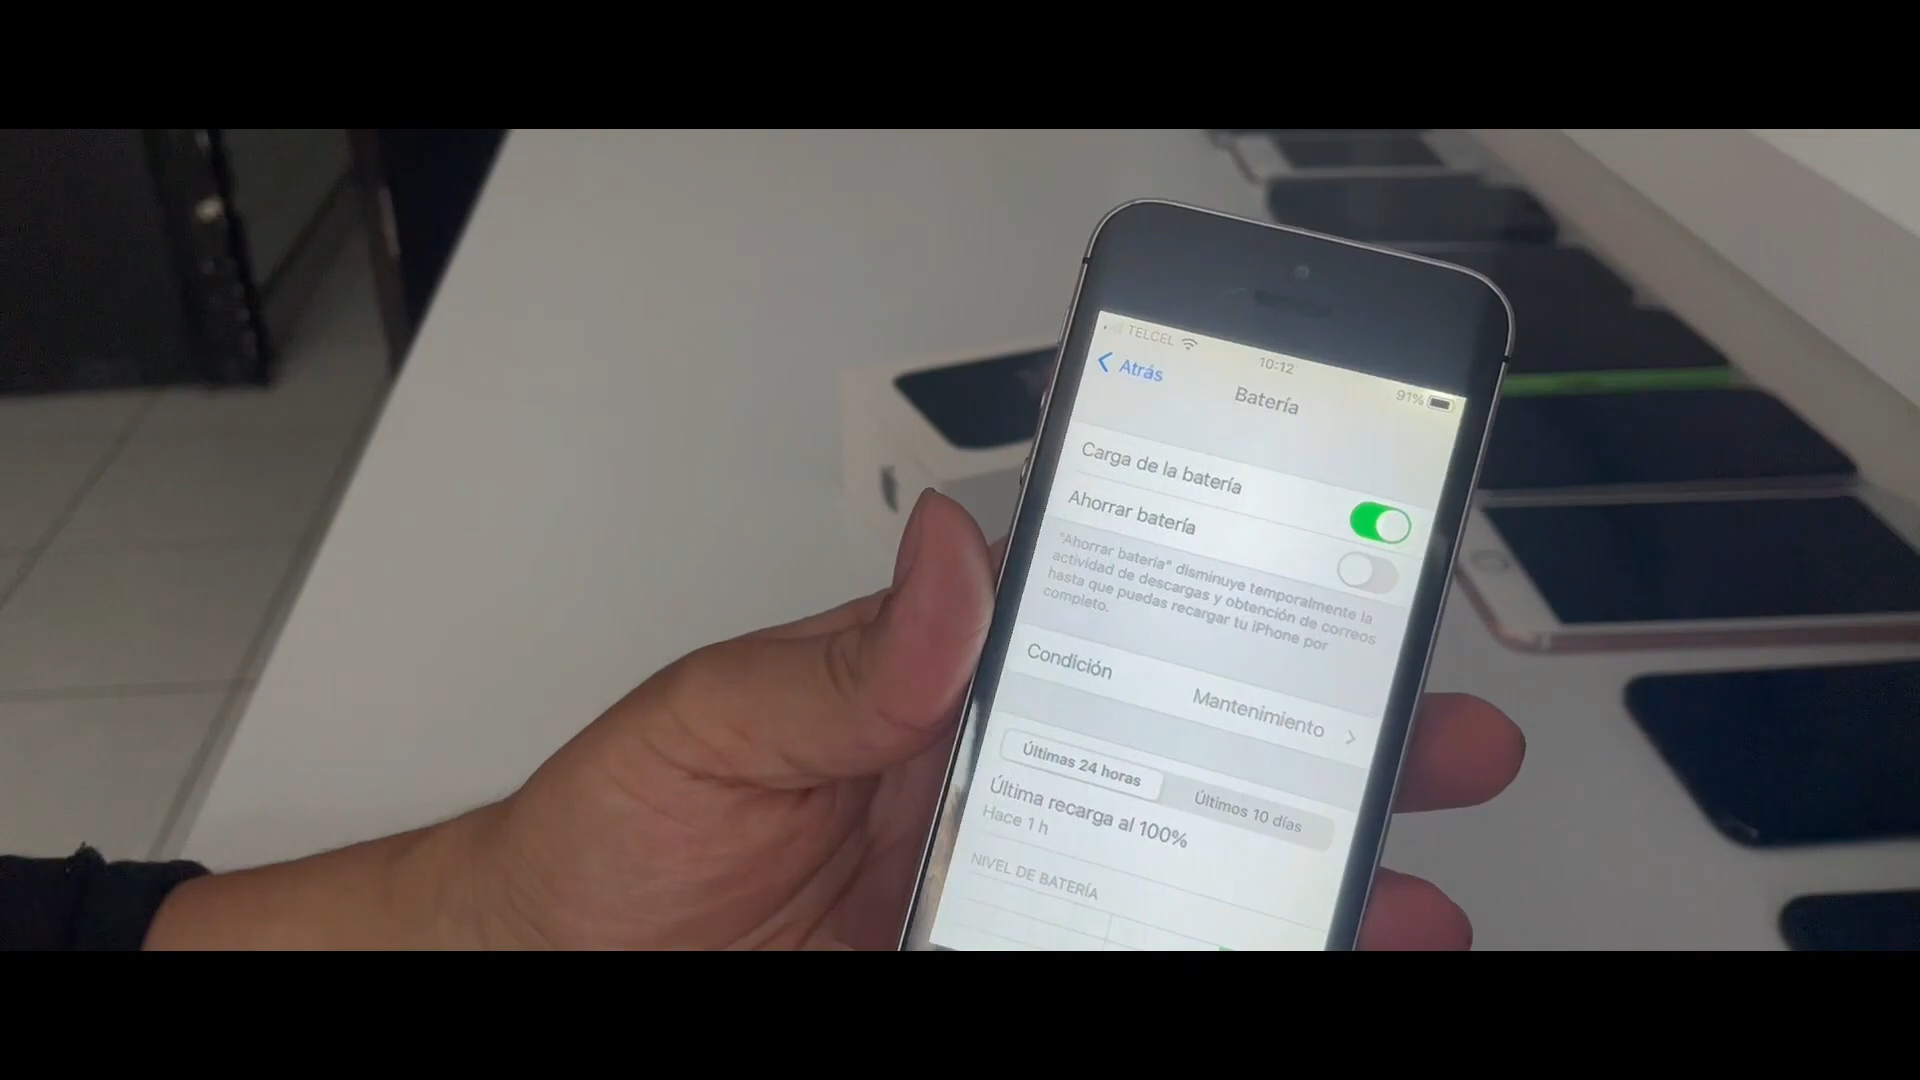 TELCEL
10:12
91%
Atrás
Batería
Carga de la batería
Ahorrar batería
"Ahorrar batería" disminuye temporalmente la
actividad de descargas y obtención de correos
hasta que puedas recargar tu iPhone por
completo.
Condición
Mantenimiento
Últimas 24 horas
Últimos 10 días
Última recarga al 100%
Hace 1 h
NIVEL DE BATERÍA